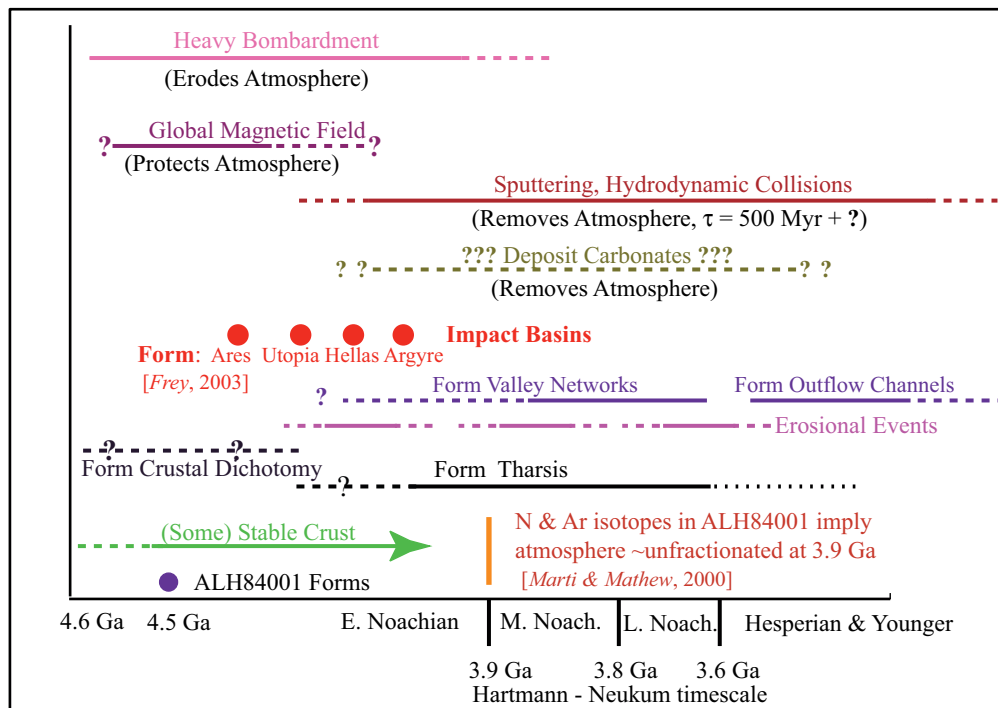 Heavy Bombardment
(Erodes Atmosphere)
Global Magnetic Field
? ?
(Protects Atmosphere)
Sputtering, Hydrodynamic Collisions
(Removes Atmosphere, τ = 500 Myr + ?)
??? Deposit Carbonates ???
? ? ? ?
(Removes Atmosphere)
Impact Basins
Form: Ares Utopia Hellas Argyre
[Frey, 2003]
Form Valley Networks Form Outflow Channels
?
Erosional Events
? ?
Form Crustal Dichotomy Form Tharsis
?
(Some) Stable Crust
N & Ar isotopes in ALH84001 imply
atmosphere ~unfractionated at 3.9 Ga
[Marti & Mathew, 2000]
ALH84001 Forms
4.6 Ga 4.5 Ga E. Noachian M. Noach. L. Noach. Hesperian & Younger
3.9 Ga 3.8 Ga 3.6 Ga
Hartmann - Neukum timescale